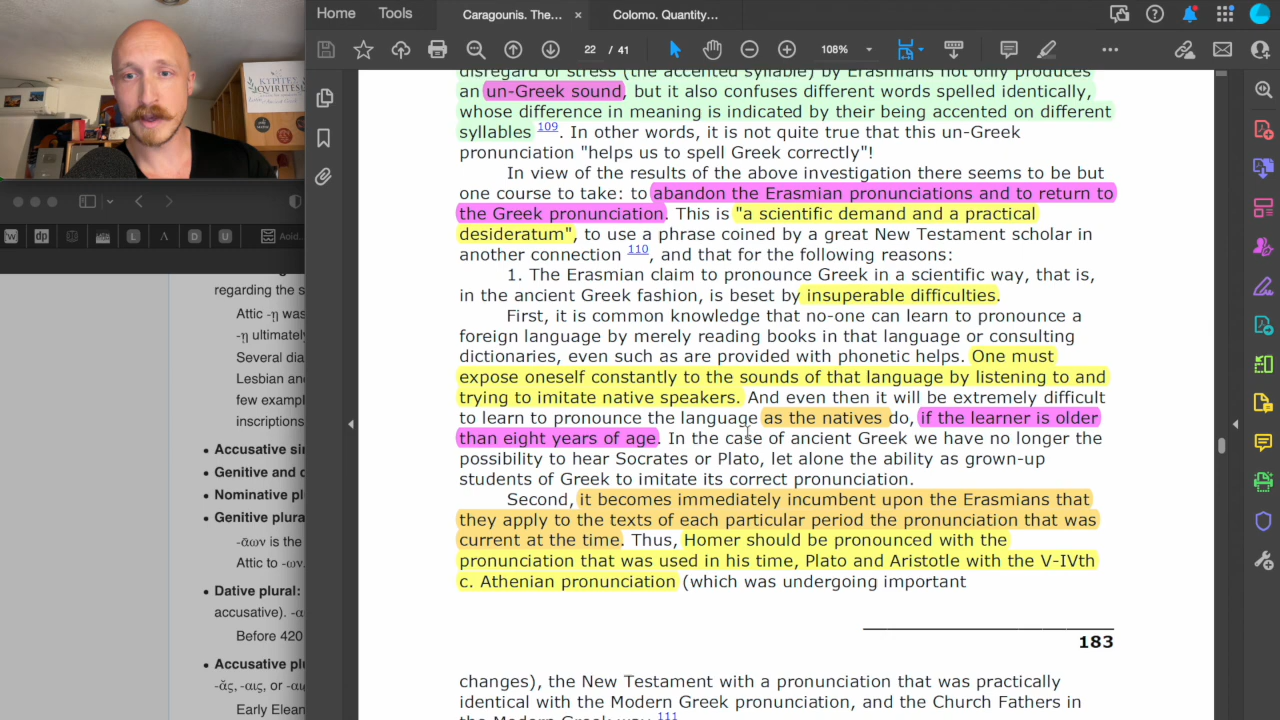 Home
Tools
Caragounis. The...
×
Colomo. Quantity...
22 / 41
108%
ΚΥΡΙΤΕΣ
QVIRITES
regarding the s
Attic -ῃ was
-ῃ ultimately
Several dia
Lesbian and
few examp
inscriptions
• Accusative sin
• Genitive and d
• Nominative pl
• Genitive plura
-ᾱων is the
Attic to -ων.
• Dative plural:
accusative). -α
Before 420
• Accusative plu
-ᾰς, -αις, or -αι
Early Elean
disregard of stress (the accented syllable) by Erasmians not only produces
an un-Greek sound, but it also confuses different words spelled identically,
whose difference in meaning is indicated by their being accented on different
syllables 109. In other words, it is not quite true that this un-Greek
pronunciation "helps us to spell Greek correctly"!
In view of the results of the above investigation there seems to be but
one course to take: to abandon the Erasmian pronunciations and to return to
the Greek pronunciation. This is "a scientific demand and a practical
desideratum", to use a phrase coined by a great New Testament scholar in
another connection 110, and that for the following reasons:
1. The Erasmian claim to pronounce Greek in a scientific way, that is,
in the ancient Greek fashion, is beset by insuperable difficulties.
First, it is common knowledge that no-one can learn to pronounce a
foreign language by merely reading books in that language or consulting
dictionaries, even such as are provided with phonetic helps. One must
expose oneself constantly to the sounds of that language by listening to and
trying to imitate native speakers. And even then it will be extremely difficult
to learn to pronounce the language as the natives do, if the learner is older
than eight years of age. In the case of ancient Greek we have no longer the
possibility to hear Socrates or Plato, let alone the ability as grown-up
students of Greek to imitate its correct pronunciation.
Second, it becomes immediately incumbent upon the Erasmians that
they apply to the texts of each particular period the pronunciation that was
current at the time. Thus, Homer should be pronounced with the
pronunciation that was used in his time, Plato and Aristotle with the V-IVth
c. Athenian pronunciation (which was undergoing important
183
changes), the New Testament with a pronunciation that was practically
identical with the Modern Greek pronunciation, and the Church Fathers in